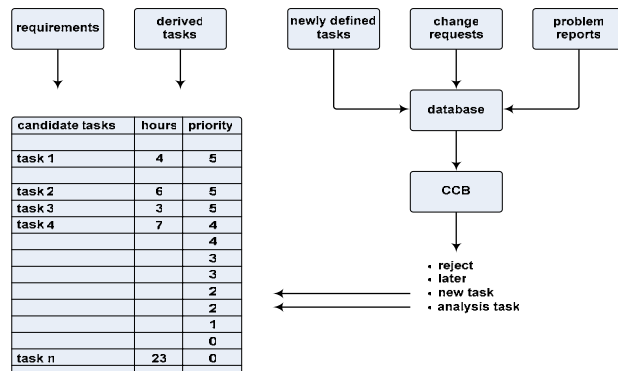 requirements
derived
tasks
newly defined
tasks
change
requests
problem
reports
database
CCB
• reject
• later
• new task
• analysis task
candidate tasks hours priority
task 1 4 5
task 2 6 5
task 3 3 5
task 4 7 4
4
3
3
2
2
1
0
task n 23 0